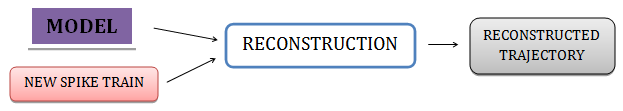 MODEL
NEW SPIKE TRAIN
RECONSTRUCTION
RECONSTRUCTED
TRAJECTORY